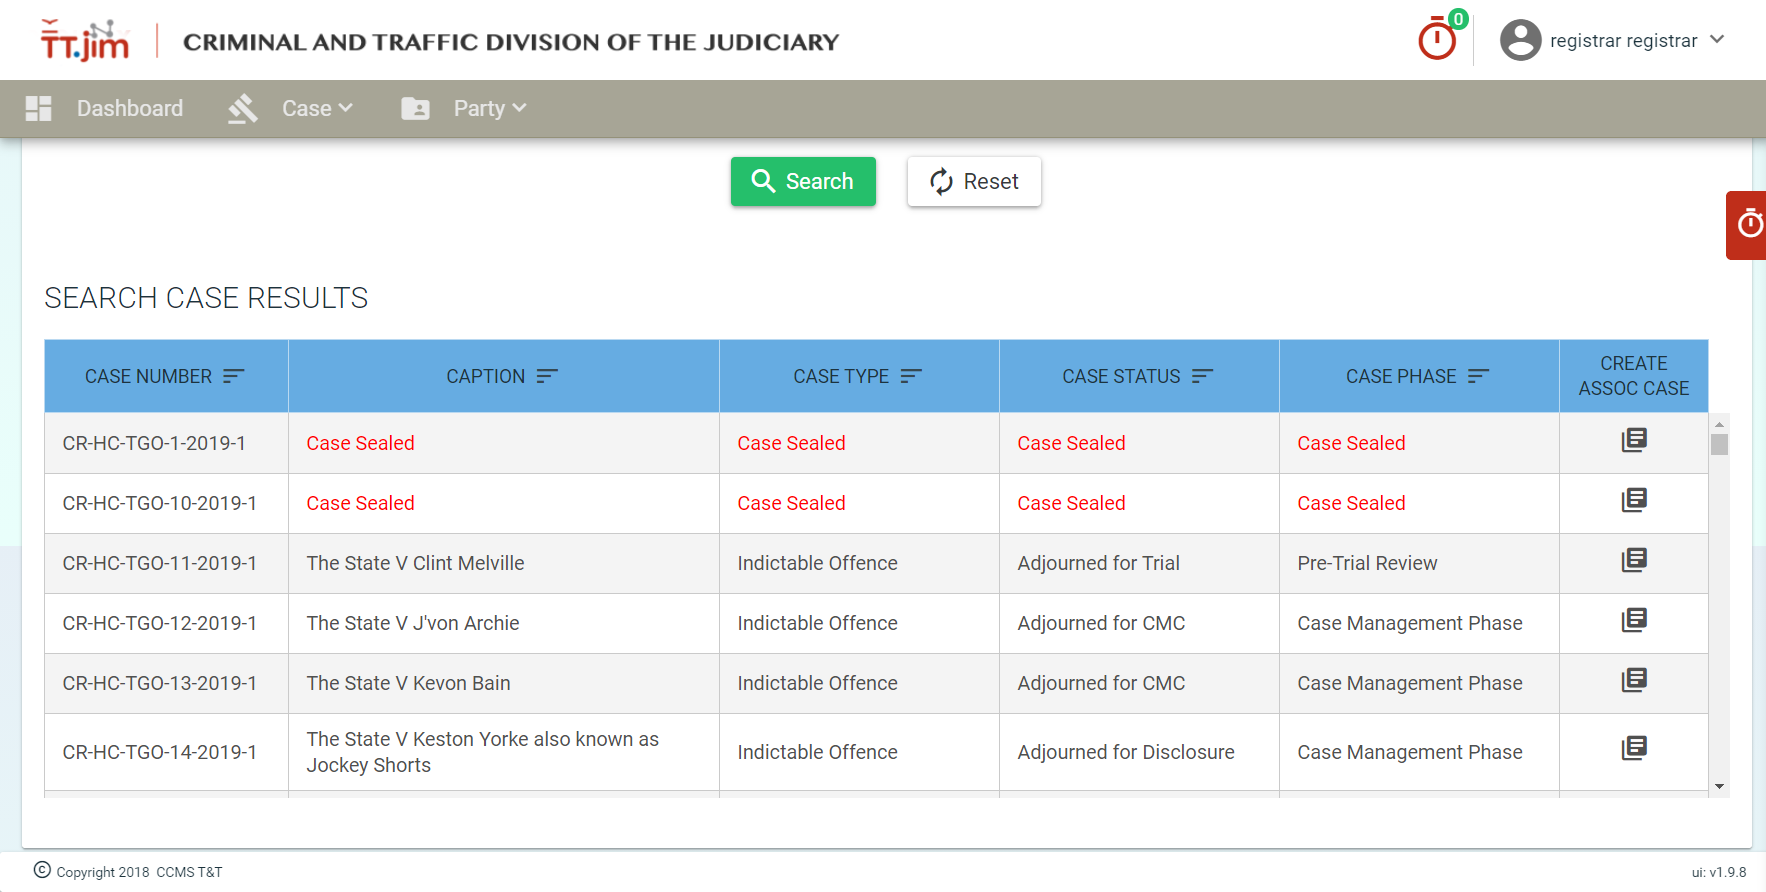 TT.jim
CRIMINAL AND TRAFFIC DIVISION OF THE JUDICIARY
0
registrar registrar
Dashboard
Case
Party
Search
Reset
SEARCH CASE RESULTS
CASE NUMBER
CAPTION
CASE TYPE
CASE STATUS
CASE PHASE
CREATE
ASSOC CASE
CR-HC-TGO-1-2019-1
Case Sealed
Case Sealed
Case Sealed
Case Sealed
CR-HC-TGO-10-2019-1
Case Sealed
Case Sealed
Case Sealed
Case Sealed
CR-HC-TGO-11-2019-1
The State V Clint Melville
Indictable Offence
Adjourned for Trial
Pre-Trial Review
CR-HC-TGO-12-2019-1
The State V J'von Archie
Indictable Offence
Adjourned for CMC
Case Management Phase
CR-HC-TGO-13-2019-1
The State V Kevon Bain
Indictable Offence
Adjourned for CMC
Case Management Phase
CR-HC-TGO-14-2019-1
The State V Keston Yorke also known as
Jockey Shorts
Indictable Offence
Adjourned for Disclosure
Case Management Phase
© Copyright 2018 CCMS T&T
ui: v1.9.8